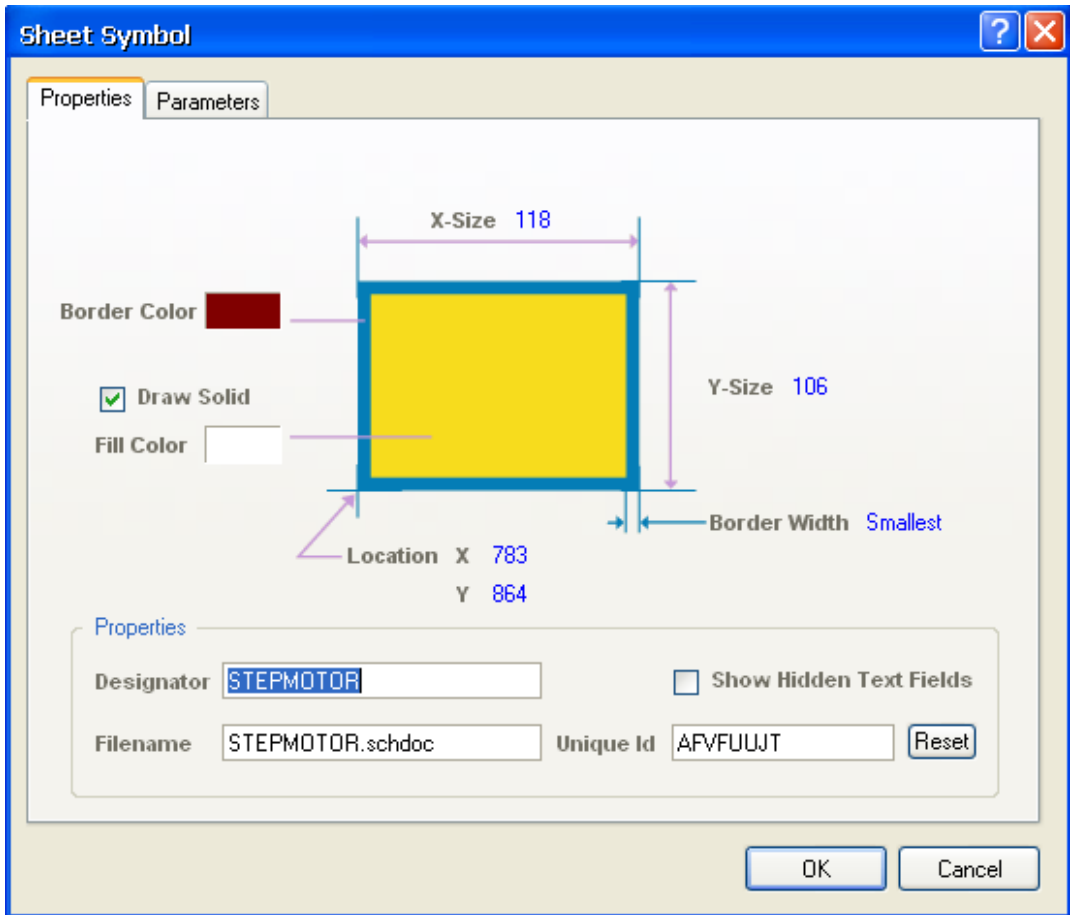 Sheet Symbol
Properties Parameters
X-Size 118
Border Color
Draw Solid
Y-Size 106
Fill Color
Border Width Smallest
Location X 783
Y 864
Properties
Designator STEPMOTOR Show Hidden Text Fields
Filename STEPMOTOR.schdoc Unique Id AFVFUUJT Reset
OK Cancel